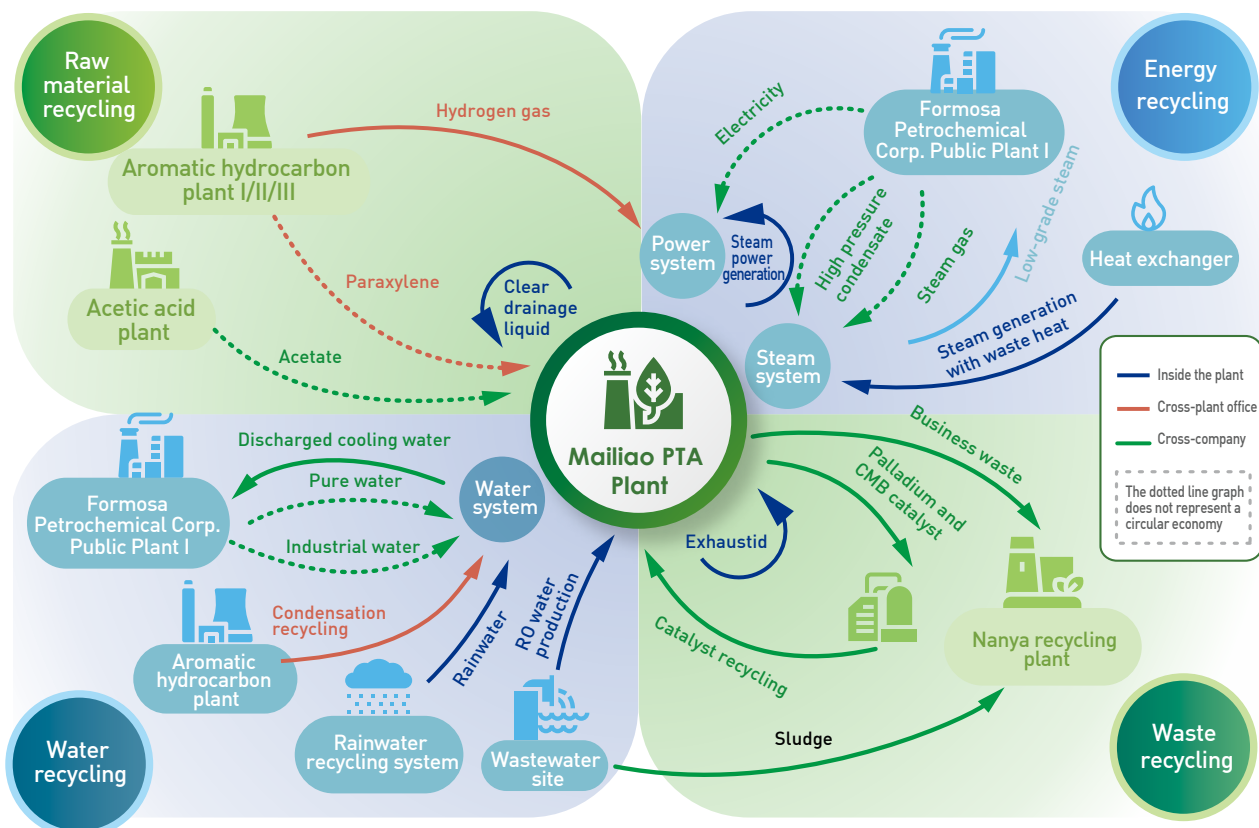 Raw
material
recycling
Hydrogen gas
Aromatic hydrocarbon
plant I/II/III
Paraxylene
Acetic acid
plant
Acetate
Clear
drainage
liquid
Energy
recycling
Formosa
Petrochemical
Corp. Public Plant I
Electricity
Power
system
Steam
power
generation
High pressure
condensate
Steam gas
Low-grade steam
Heat exchanger
Steam generation
with waste heat
Steam
system
Inside the plant
Cross-plant office
Cross-company
The dotted line graph
does not represent a
circular economy
Mailiao PTA
Plant
Discharged cooling water
Pure water
Industrial water
Formosa
Petrochemical Corp.
Public Plant I
Water
system
Condensation
recycling
Aromatic
hydrocarbon
plant
Rainwater
Rainwater
recycling system
RO water
production
Wastewater
site
Water
recycling
Business waste
Palladium and
CMB catalyst
Exhaustid
Catalyst recycling
Nanya recycling
plant
Sludge
Waste
recycling